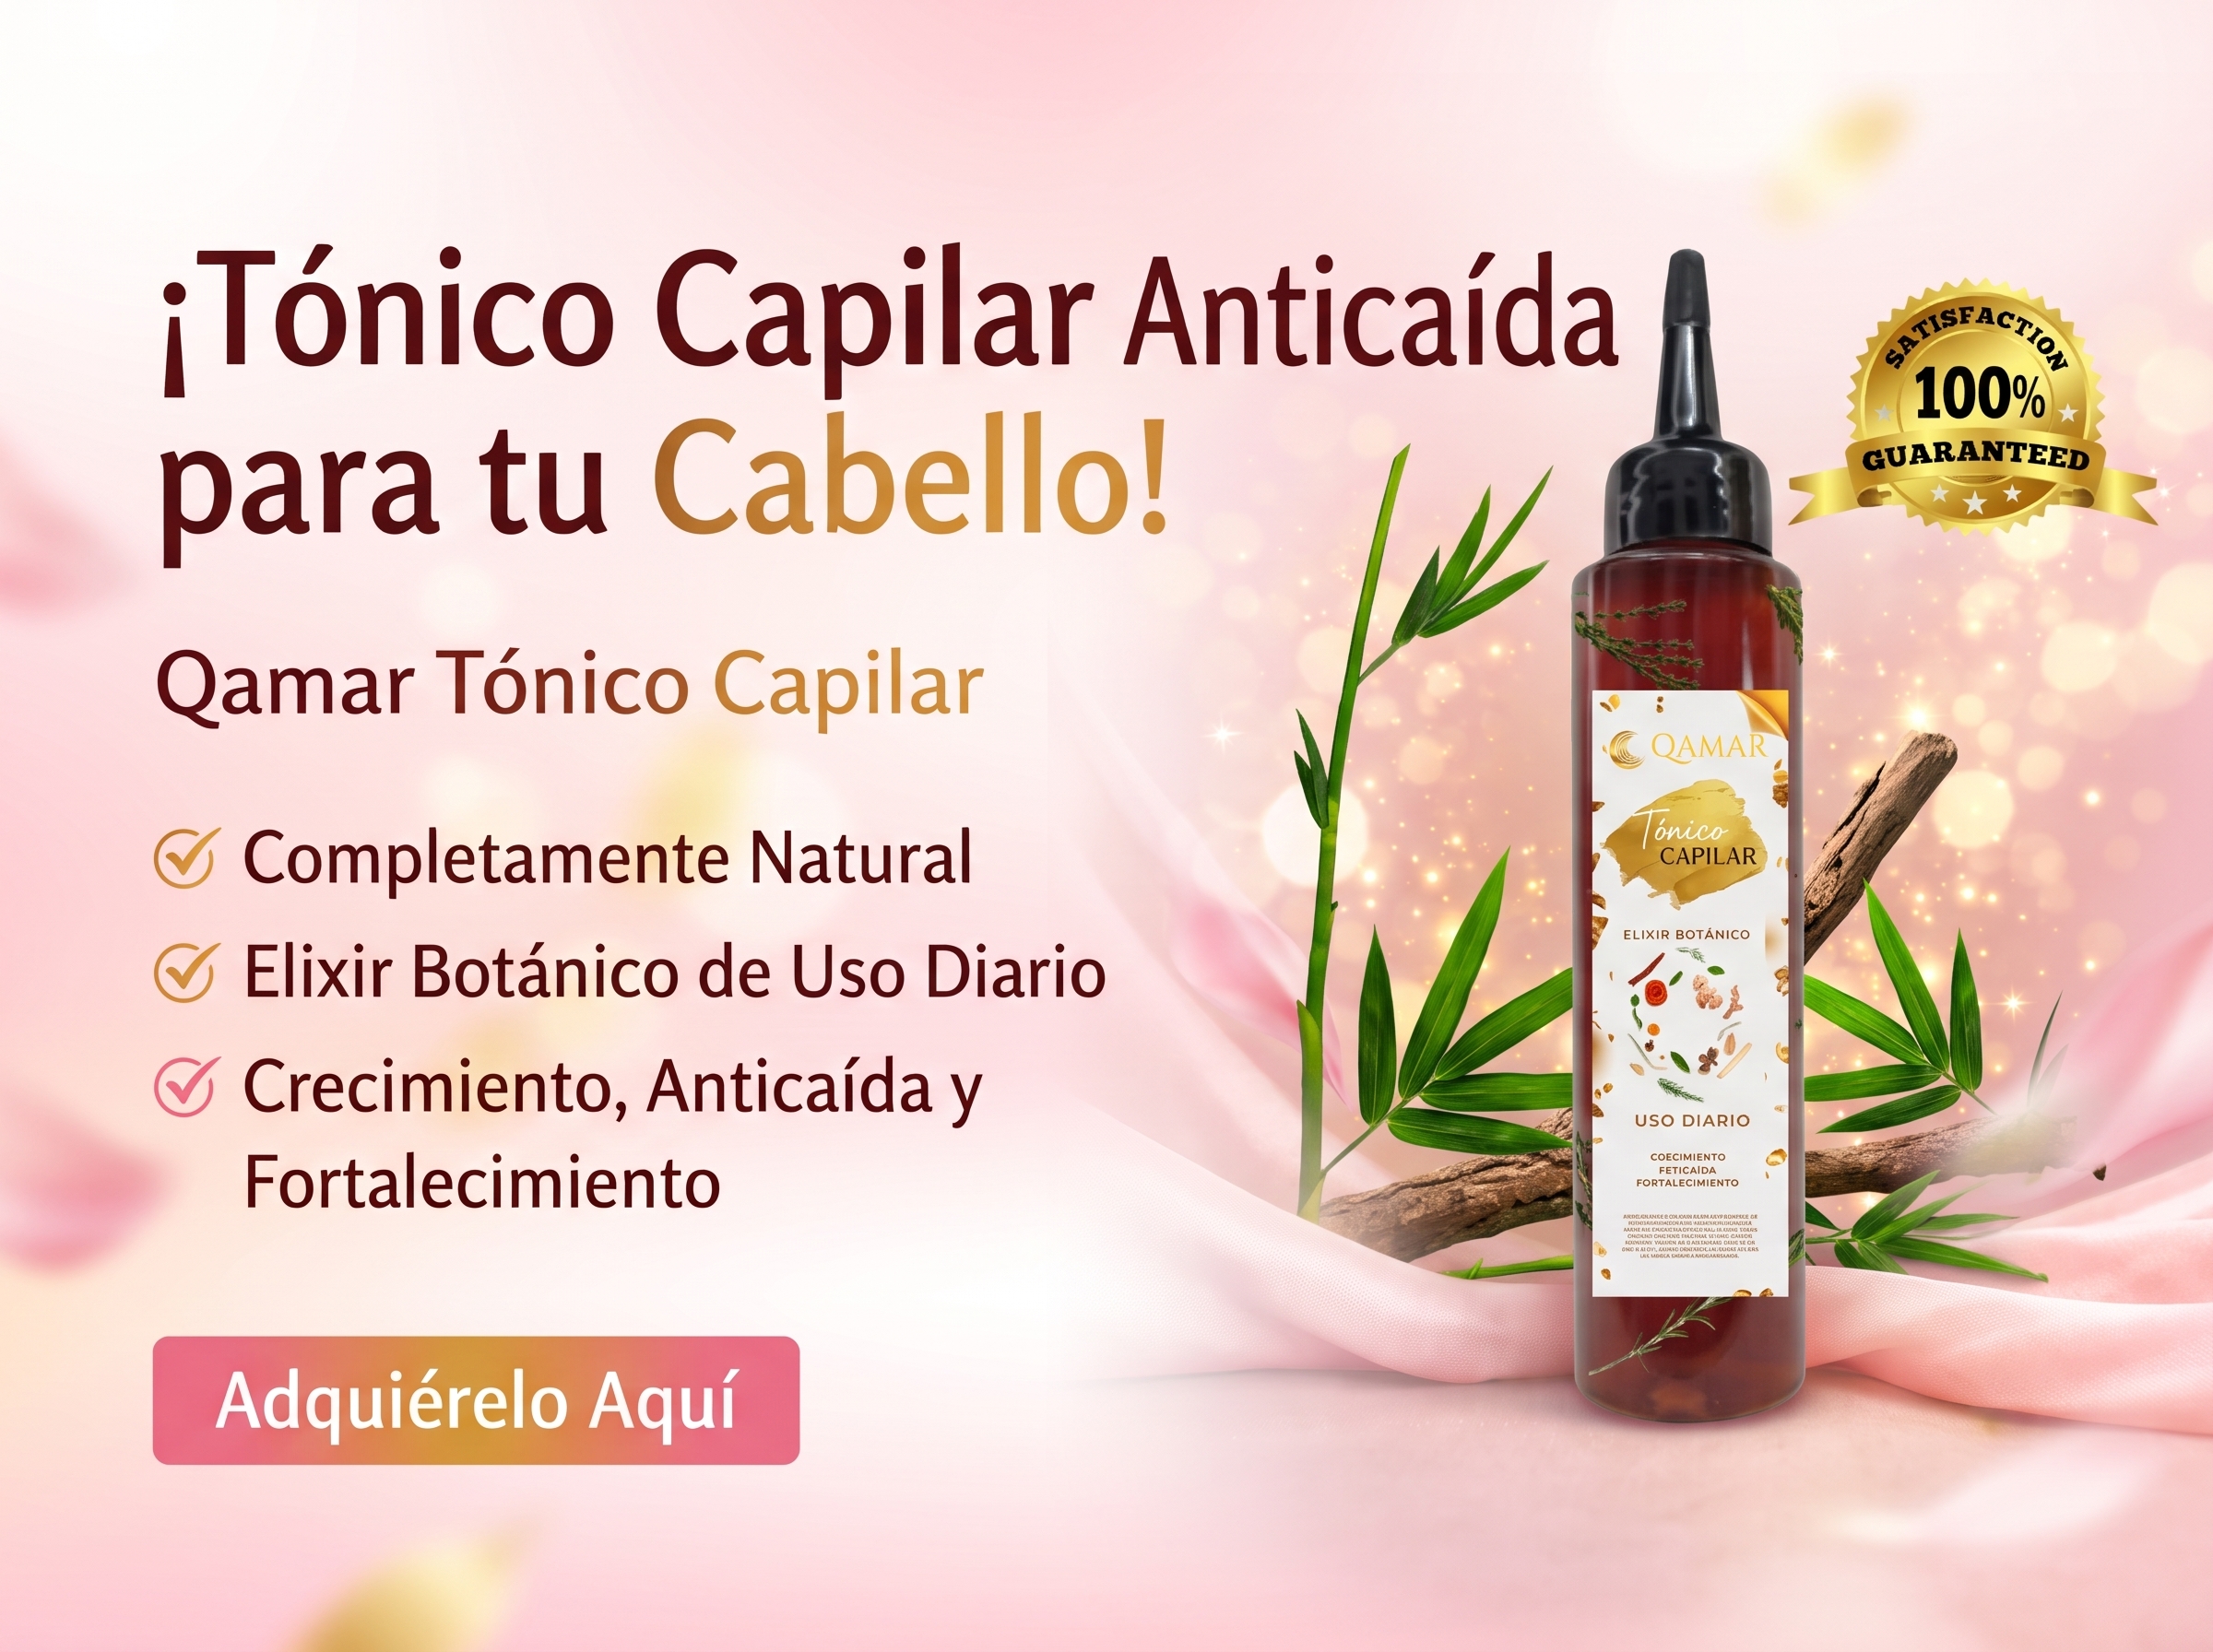 ¡Tónico Capilar Anticaída
para tu Cabello!
Qamar Tónico Capilar
Completamente Natural
Elixir Botánico de Uso Diario
Crecimiento, Anticaída y
Fortalecimiento
Adquiérelo Aquí
SATISFACTION
100%
GUARANTEED
QAMAR
Tónico
CAPILAR
ELIXIR BOTÁNICO
USO DIARIO
COECIMIENTO
FETICAÍDA
FORTALECIMIENTO